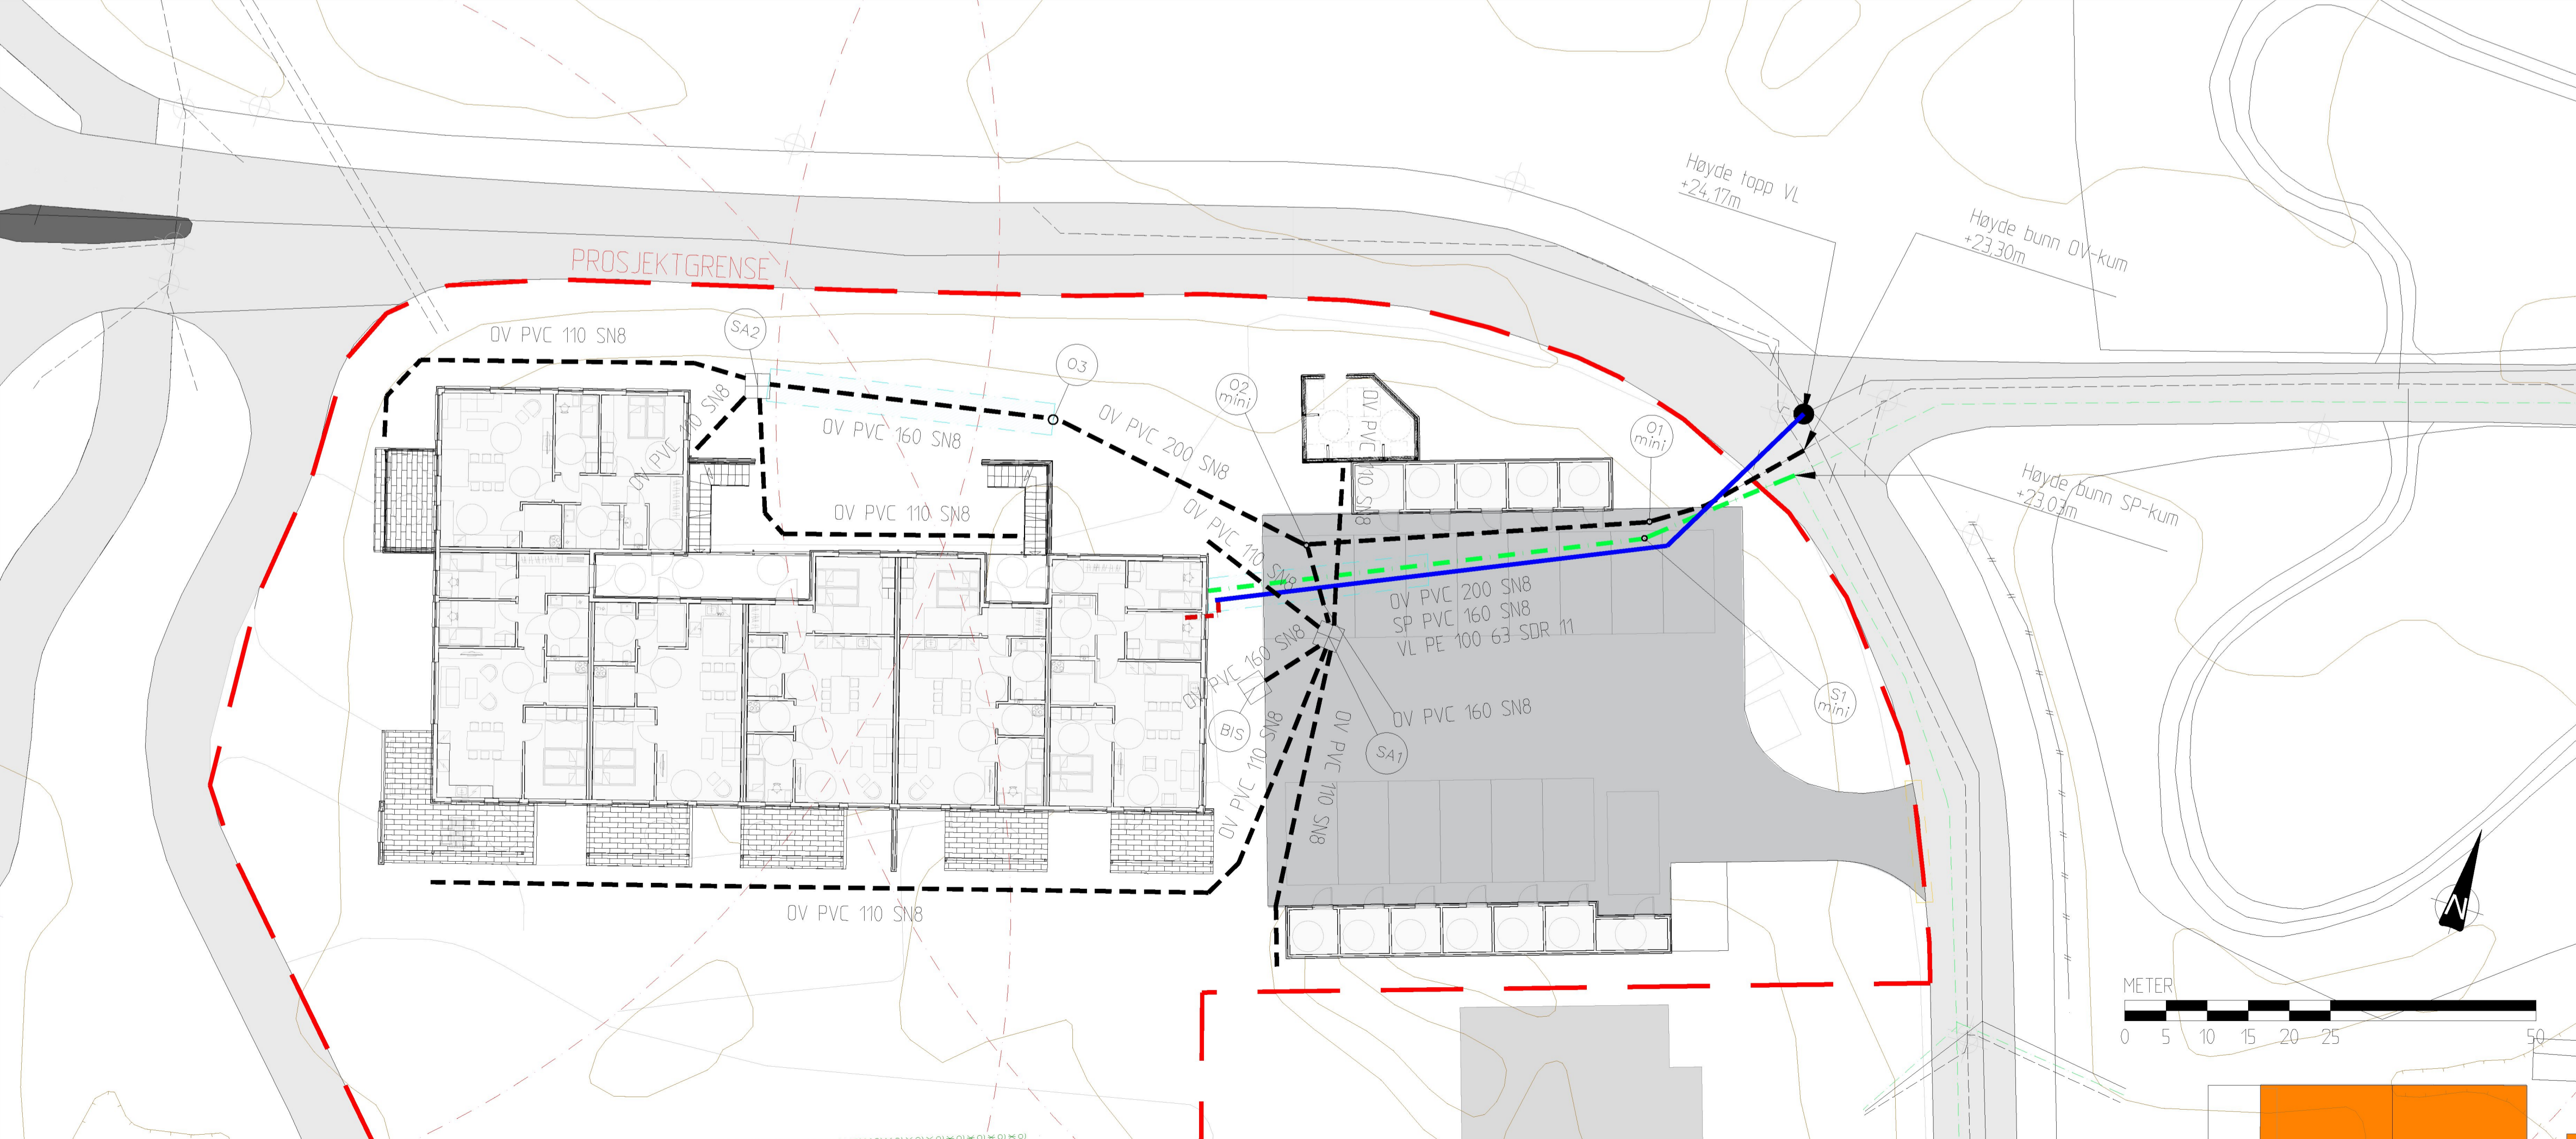 Høyde topp VL
+24,17m
Høyde bunn OV-kum
+23,30m
PROSJEKTGRENSE
OV PVC 110 SN8
SA2
O3
O2
mini
OV PVC 110 SN8
OV PVC 160 SN8
OV PVC 200 SN8
OV PVC 110 SN8
O1
mini
Høyde bunn SP-kum
+23,03m
OV PVC 110 SN8
OV PVC 110 SN8
OV PVC 200 SN8
SP PVC 160 SN8
VL PE 100 63 SDR 11
OV PVC 160 SN8
S1
mini
OV PVC 160 SN8
BIS
SA1
OV PVC 110 SN8
OV PVC 110 SN8
OV PVC 110 SN8
N
METER
0 5 10 15 20 25 50